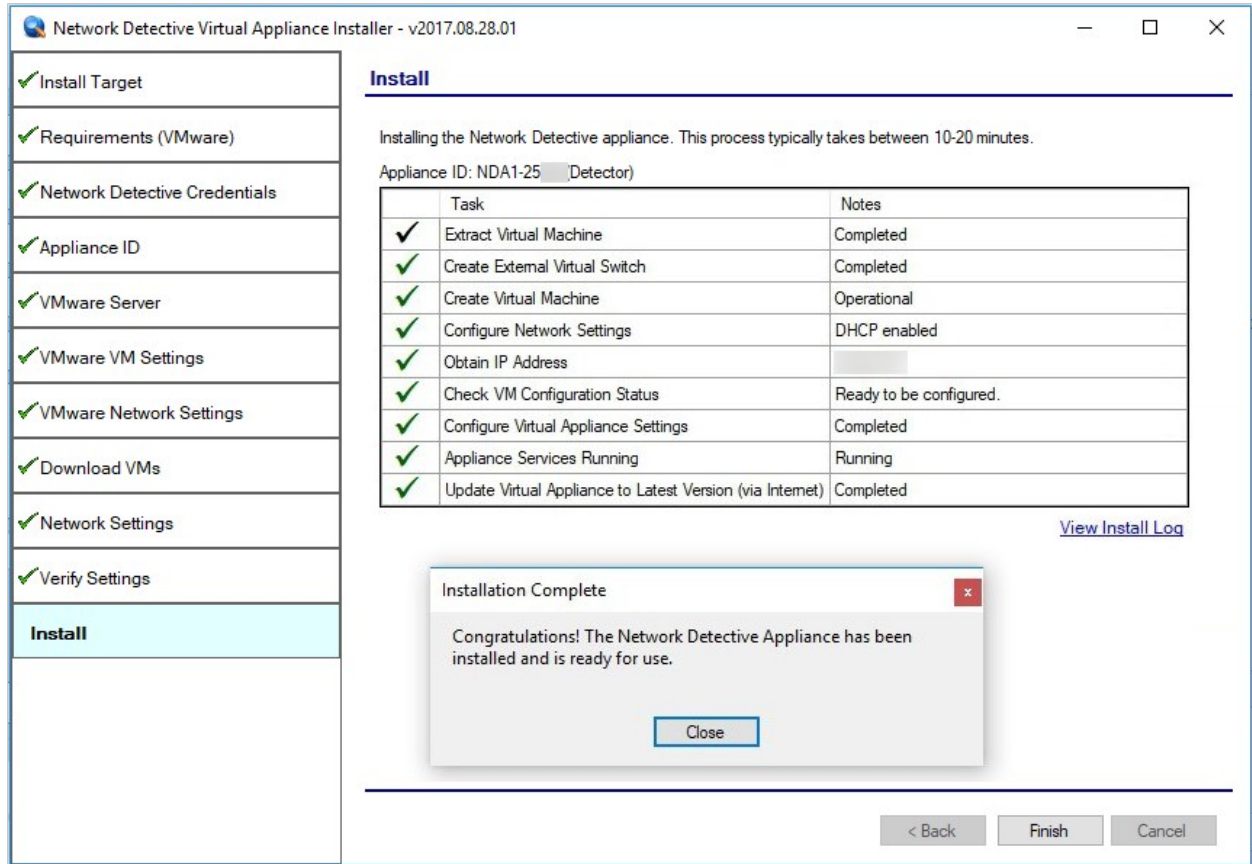 Network Detective Virtual Appliance Installer - v2017.08.28.01
Install Target
Requirements (VMware)
Network Detective Credentials
Appliance ID
VMware Server
VMware VM Settings
VMware Network Settings
Download VMs
Network Settings
Verify Settings
Install
Install
Installing the Network Detective appliance. This process typically takes between 10-20 minutes.
Appliance ID: NDA1-25 (Detector)
Task Notes
Extract Virtual Machine Completed
Create External Virtual Switch Completed
Create Virtual Machine Operational
Configure Network Settings DHCP enabled
Obtain IP Address
Check VM Configuration Status Ready to be configured.
Configure Virtual Appliance Settings Completed
Appliance Services Running Running
Update Virtual Appliance to Latest Version (via Internet) Completed
View Install Log
Installation Complete
Congratulations! The Network Detective Appliance has been
installed and is ready for use.
Close
< Back Finish Cancel